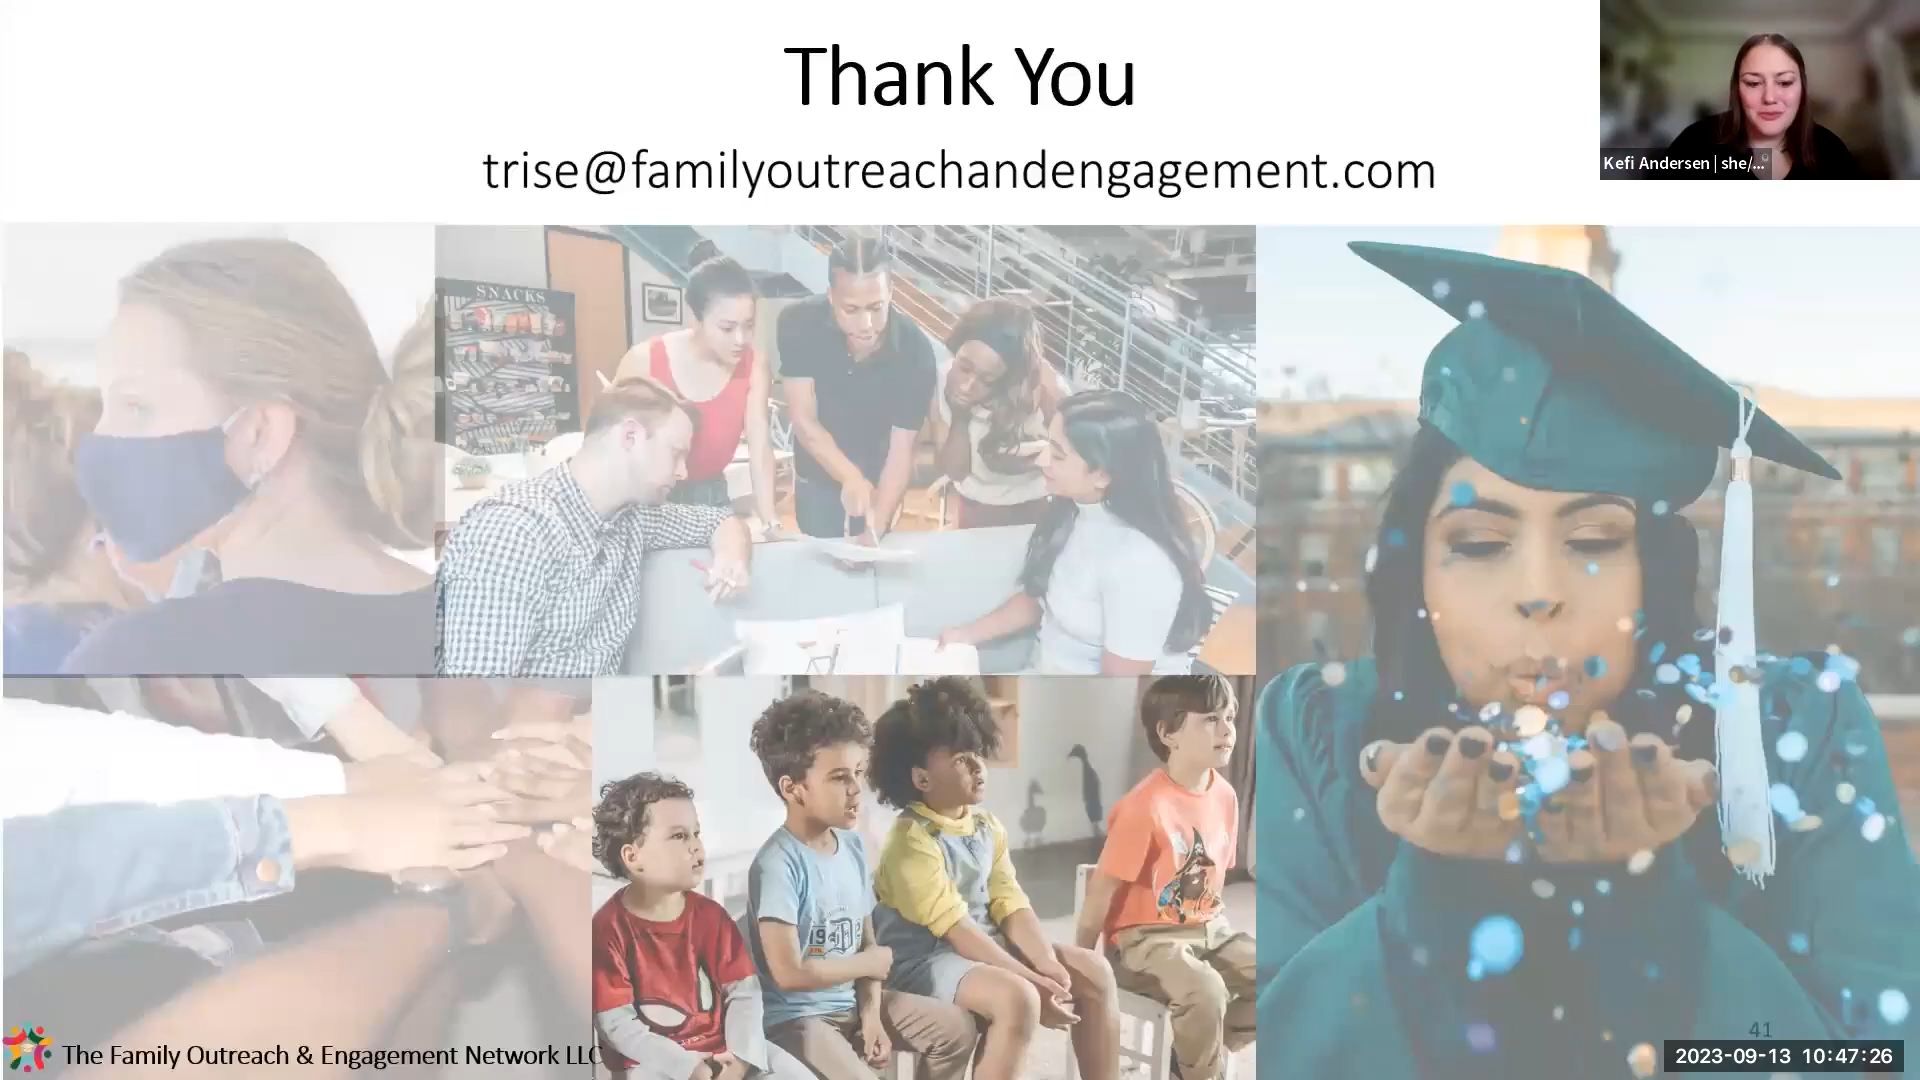 Thank You
trise@familyoutreachandengagement.com
Kefi Andersen | she/...
SNACKS
19
D
41
The Family Outreach & Engagement Network LLC
2023-09-13 10:47:26